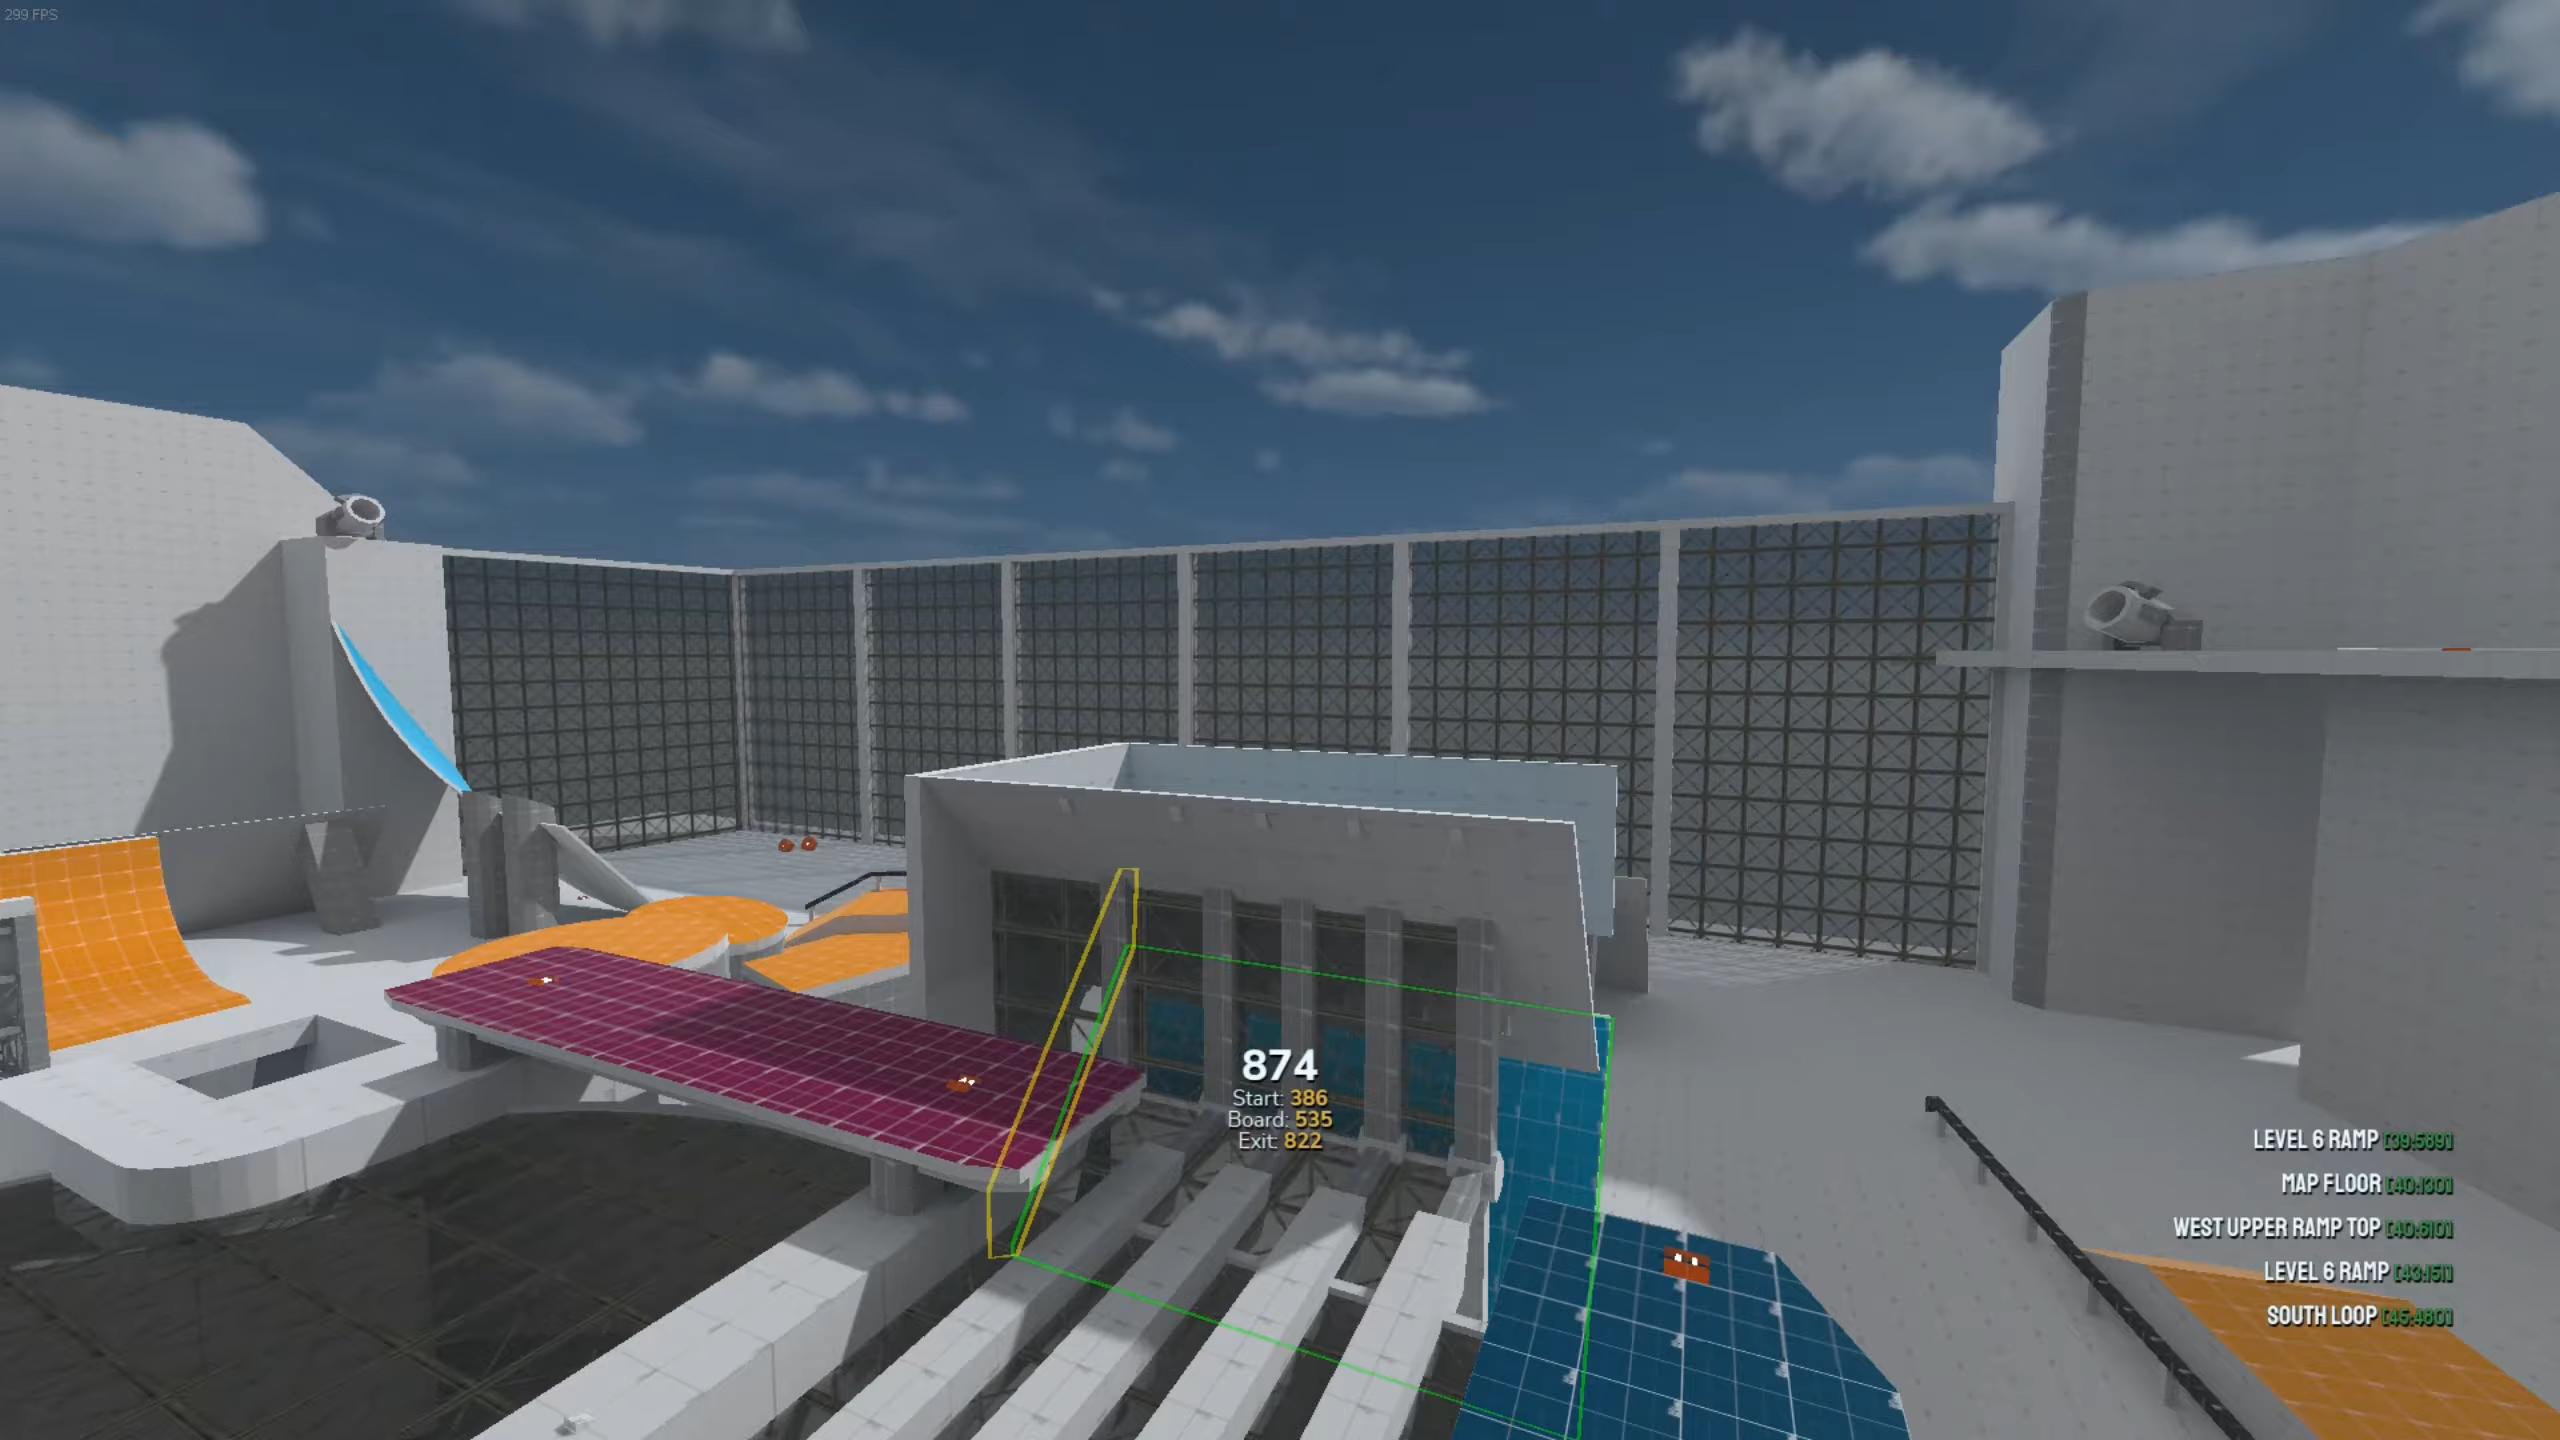 299 FPS
874
Start: 386
Board: 535
Exit: 822
LEVEL 6 RAMP [39:589]
MAP FLOOR [40:130]
WEST UPPER RAMP TOP [40:610]
LEVEL 6 RAMP [43:151]
SOUTH LOOP [45:480]